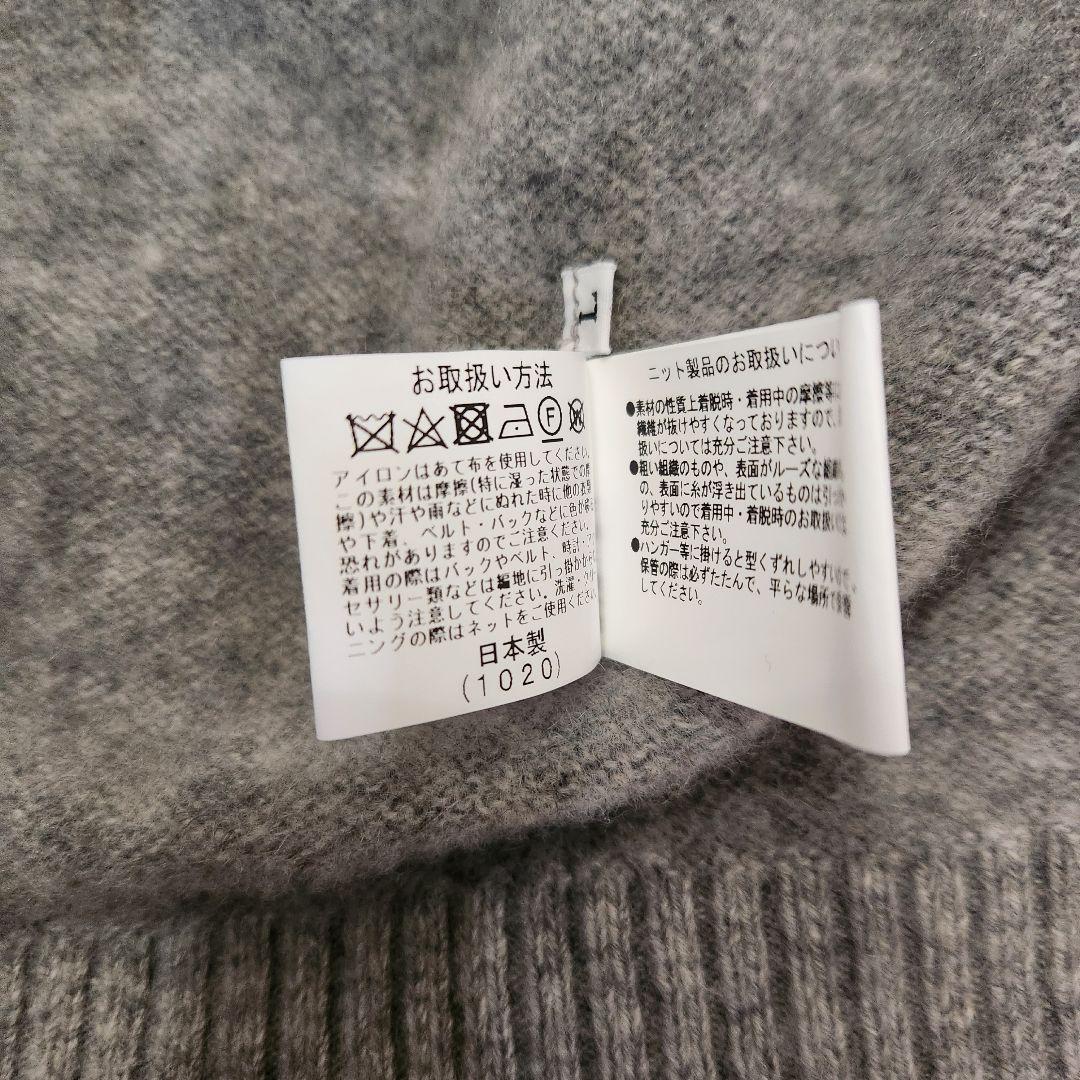 L
お取扱い方法
F
アイロンはあて布を使用してください。
この素材は摩擦(特に湿った状態での摩
擦)や汗や雨などにぬれた時に他の衣
や下着、ベルト・バックなどに色が
恐れがありますのでご注意ください。
着用の際はバックやベルト、時計・ア
セサリー類などは編地に引っ掛から
いよう注意してください。洗濯・クリー
ニングの際はネットをご使用ください。
日本製
(1020)
ニット製品のお取扱いについ
●素材の性質上着脱時・着用中の摩擦等
繊維が抜けやすくなっておりますので、
扱いについては充分ご注意下さい。
●粗い組織のものや、表面がルーズな
の、表面に糸が浮き出ているものは引っ
りやすいので着用中・着脱時のお取扱い
充分ご注意下さい。
●ハンガー等に掛けると型くずれしやすい
保管の際は必ずたたんで、平らな場所で
してください。